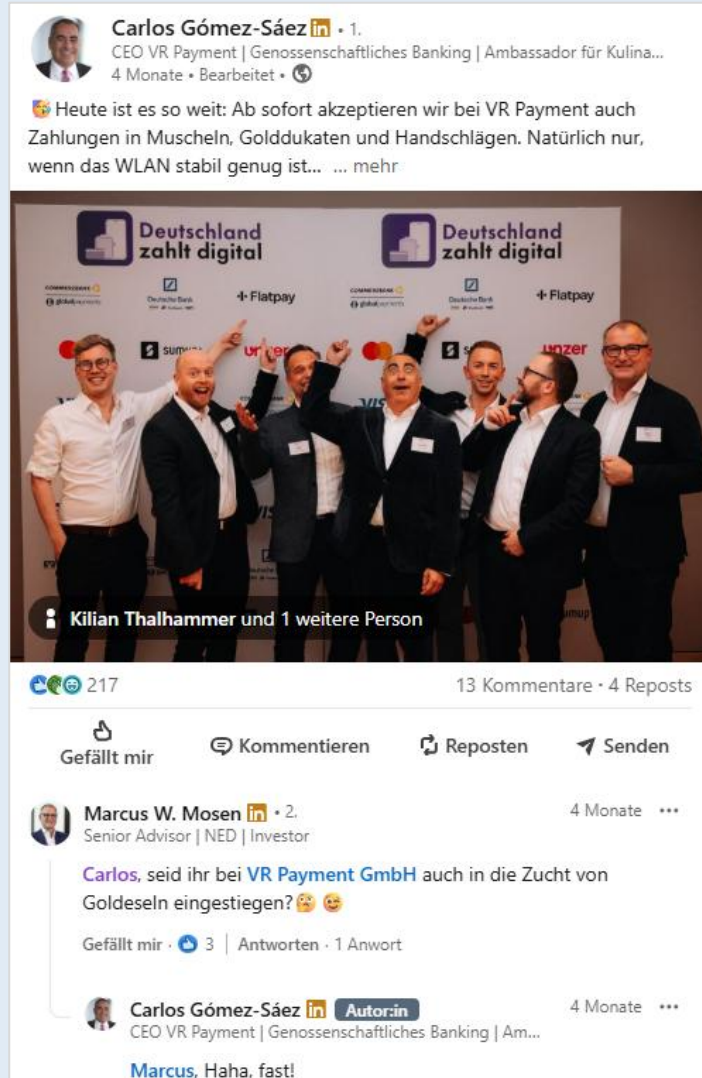 Carlos Gómez-Sáez in • 1.
CEO VR Payment | Genossenschaftliches Banking | Ambassador für Kulina...
4 Monate • Bearbeitet •
Heute ist es so weit: Ab sofort akzeptieren wir bei VR Payment auch
Zahlungen in Muscheln, Golddukaten und Handschlägen. Natürlich nur,
wenn das WLAN stabil genug ist... ... mehr
Deutschland
zahlt digital
Deutschland
zahlt digital
COMMERZBANK
globalpayments
Deutsche Bank
Flatpay
COMMERZBANK
globalpayments
Deutsche Bank
Flatpay
unzer
sumup
Kilian Thalhammer und 1 weitere Person
217
13 Kommentare • 4 Reposts
Gefällt mir
Kommentieren
Reposten
Senden
Marcus W. Mosen in • 2.
4 Monate •••
Senior Advisor | NED | Investor
Carlos, seid ihr bei VR Payment GmbH auch in die Zucht von
Goldeseln eingestiegen? 
Gefällt mir · 3 | Antworten · 1 Anwort
Carlos Gómez-Sáez in Autor:in
4 Monate •••
CEO VR Payment | Genossenschaftliches Banking | Am...
Marcus, Haha, fast!